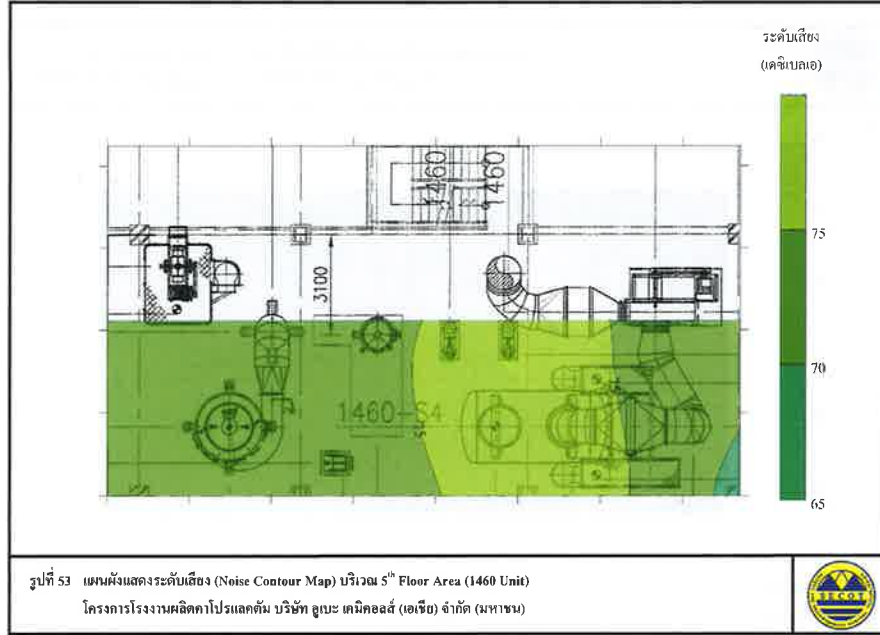 ระดับเสียง
(เดซิเบลเอ)
75
70
65
1460
1460
3100
1460-S4
รูปที่ 53 แผนผังแสดงระดับเสียง (Noise Contour Map) บริเวณ 5th Floor Area (1460 Unit)
โครงการโรงงานผลิตคาโปรแลคตัม บริษัท อูเบะ เคมิคอลส์ (เอเชีย) จำกัด (มหาชน)
SECOT